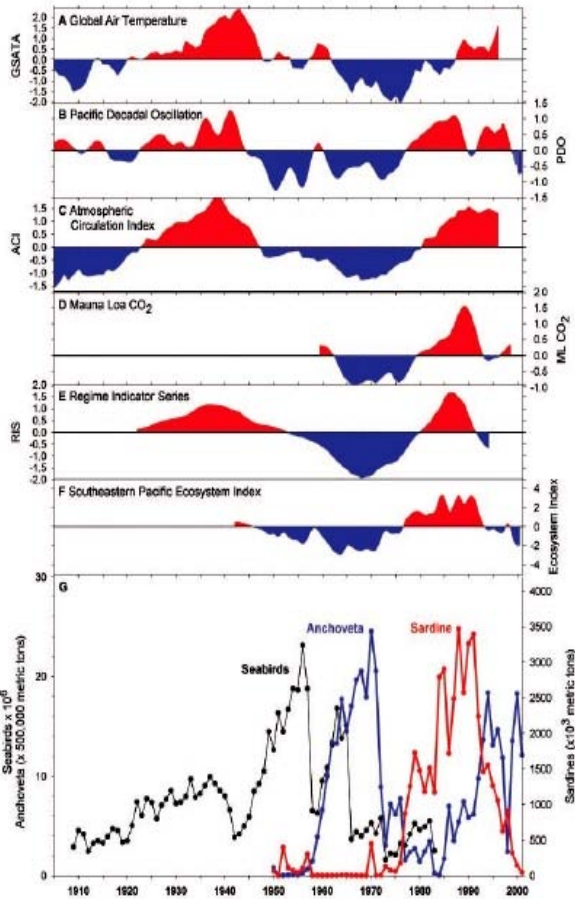 A Global Air Temperature
GSATA
2.0
1.5
1.0
0.5
0.0
-0.5
-1.0
-1.5
-2.0
B Pacific Decadal Oscillation
PDO
1.5
1.0
0.5
0.0
-0.5
-1.0
-1.5
C Atmospheric
Circulation Index
ACI
1.5
1.0
0.5
0.0
-0.5
-1.0
-1.5
D Mauna Loa CO2
ML CO2
2.0
1.5
1.0
0.5
0.0
-0.5
-1.0
E Regime Indicator Series
RIS
2.0
1.5
1.0
0.5
0.0
-0.5
-1.0
-1.5
-2.0
F Southeastern Pacific Ecosystem Index
Ecosystem Index
4
2
0
-2
-4
G
Seabirds x 10⁶
Anchoveta (x 500,000 metric tons)
30
20
10
0
Seabirds
Anchoveta
Sardine
4000
3500
3000
2500
2000
1500
1000
500
0
Sardines (x10³ metric tons)
1910 1920 1930 1940 1950 1960 1970 1980 1990 2000